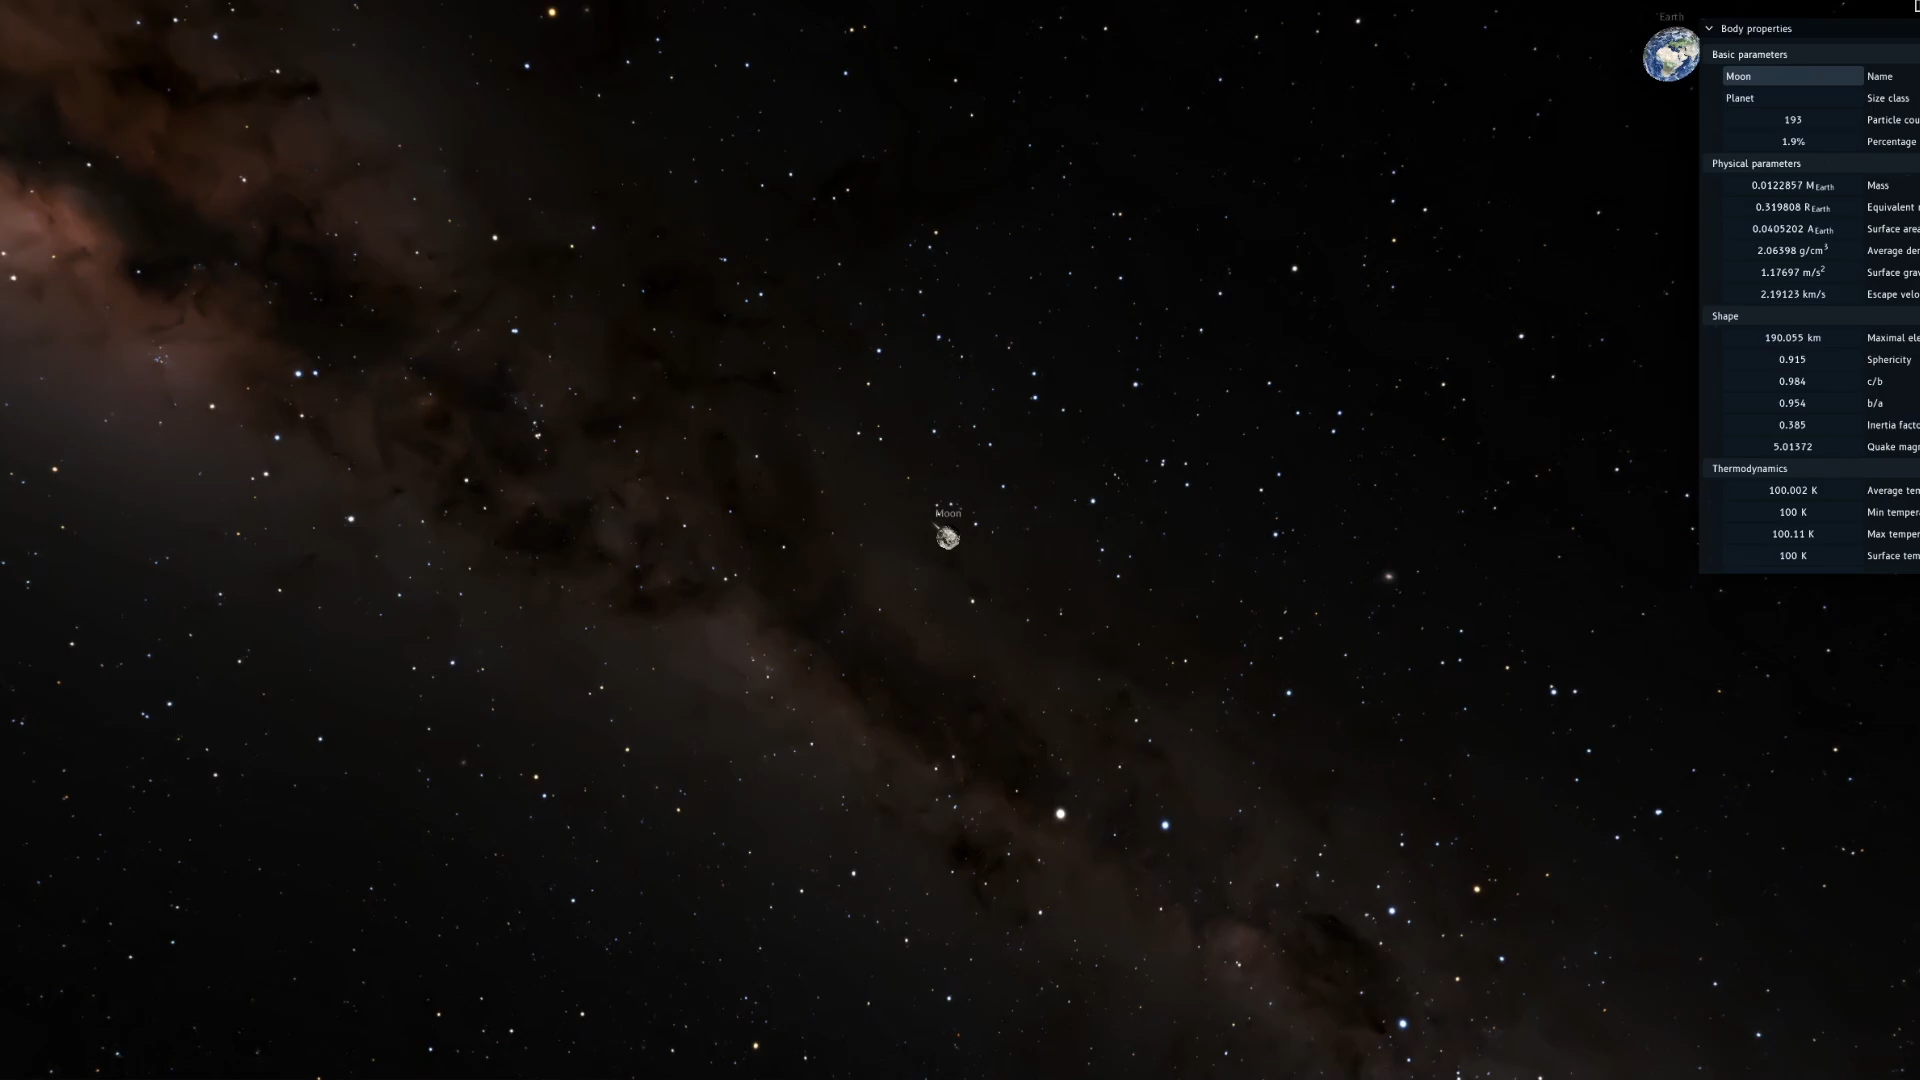 Earth
Body properties
Basic parameters
Moon Name
Planet Size class
193 Particle cou
1.9% Percentage
Physical parameters
0.0122857 MEarth Mass
0.319808 REarth Equivalent
0.0405202 AEarth Surface area
2.06398 g/cm³ Average der
1.17697 m/s² Surface grav
2.19123 km/s Escape velo
Shape
190.055 km Maximal ele
0.915 Sphericity
0.984 c/b
0.954 b/a
0.385 Inertia facto
5.01372 Quake magr
Moon
Thermodynamics
100.002 K Average ten
100 K Min tempera
100.11 K Max temper
100 K Surface tem